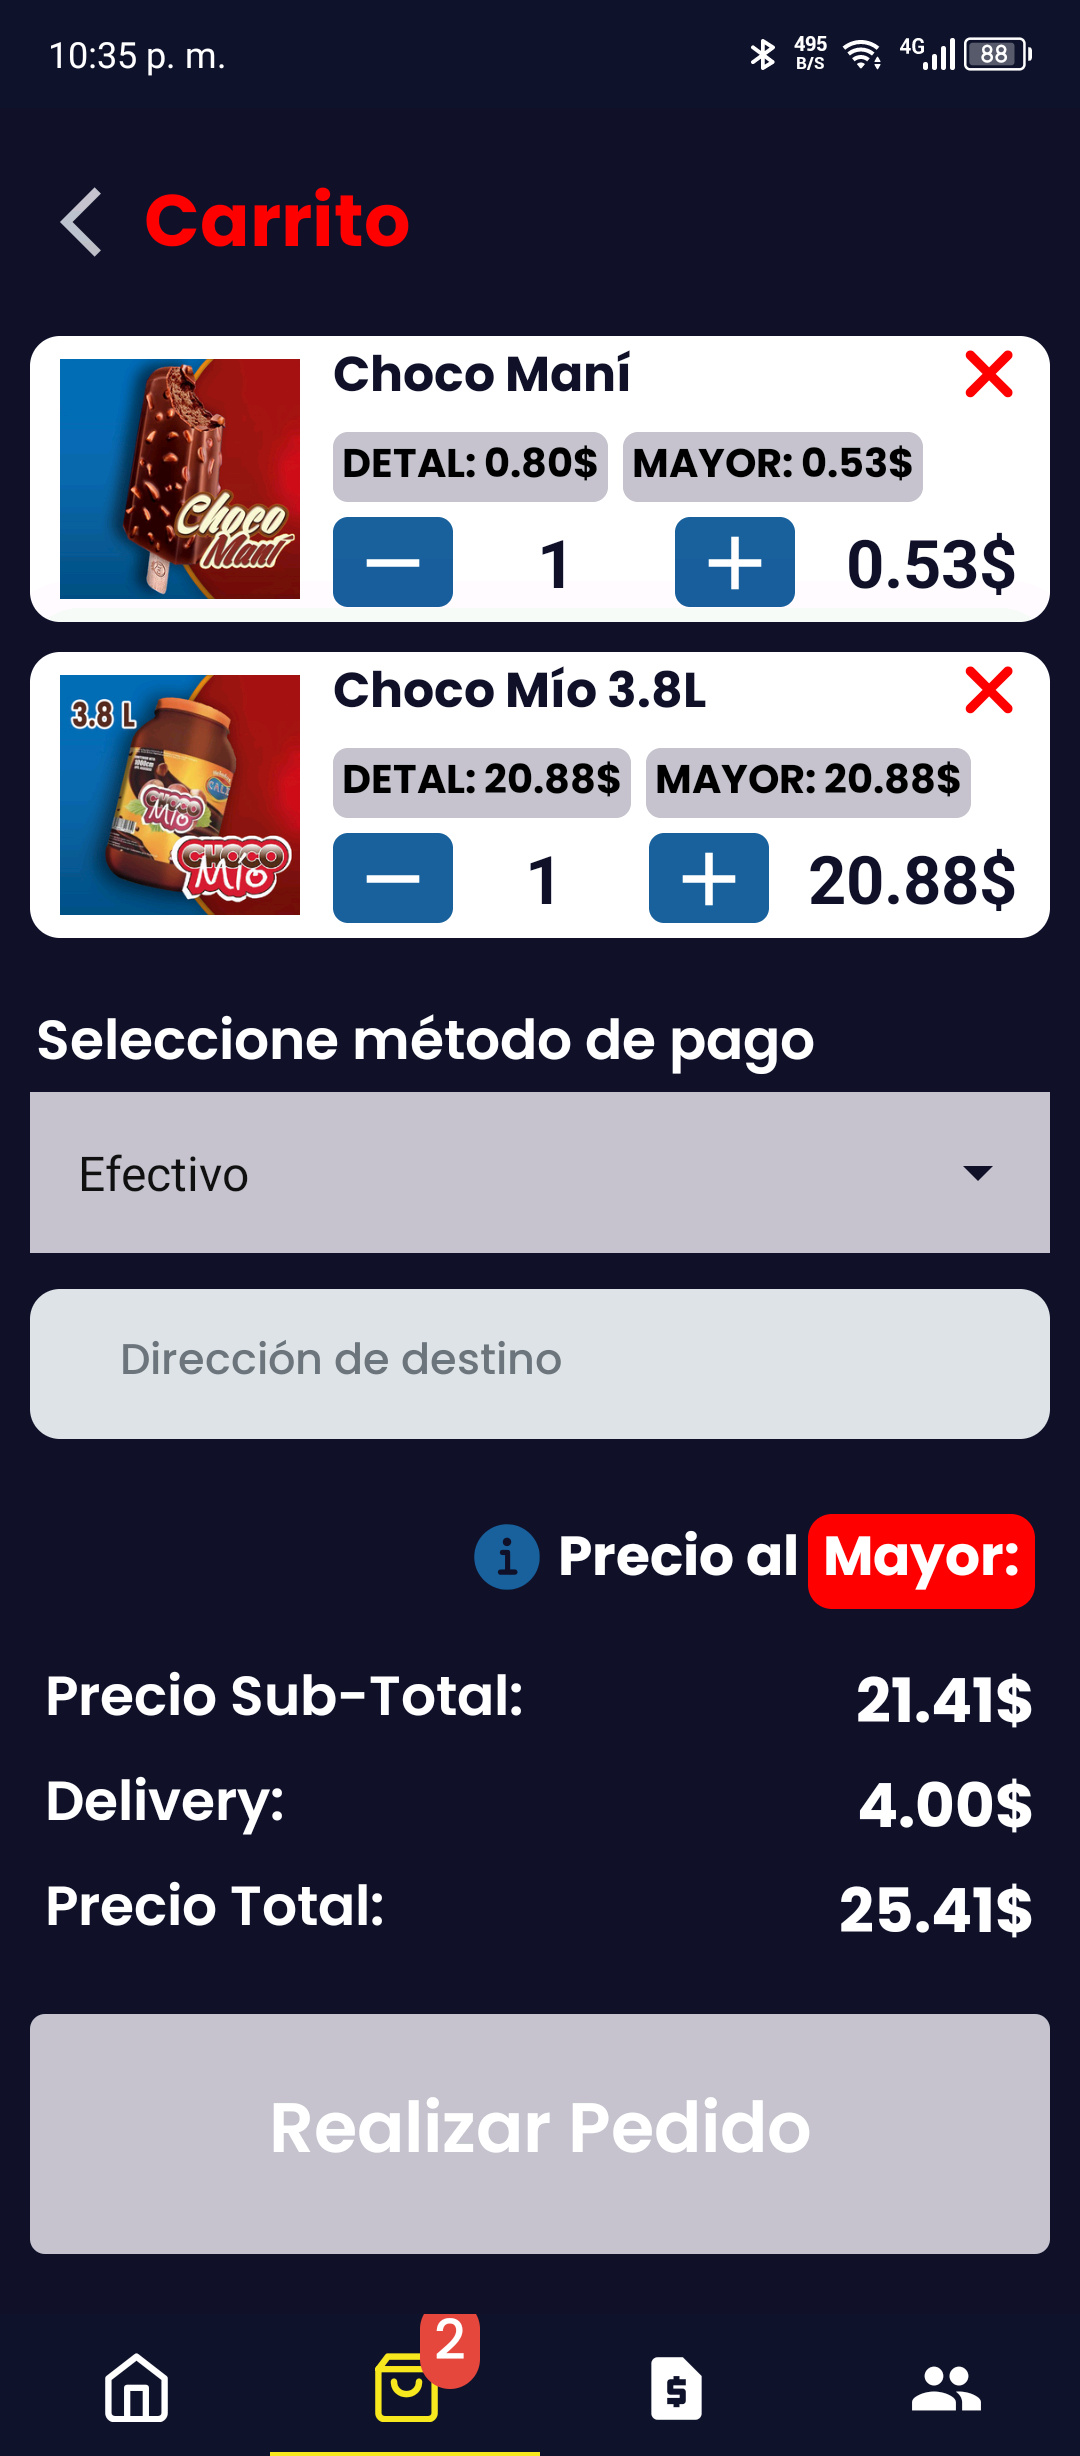 10:35 p. m.
495
B/S
4G
88
Carrito
Choco Maní
DETAL: 0.80$ MAYOR: 0.53$
1 0.53$
Choco
Maní
Choco Mío 3.8L
3.8 L
DETAL: 20.88$ MAYOR: 20.88$
1 20.88$
CHOCO
MIO
CHOCO
Mio
Seleccione método de pago
Efectivo
Dirección de destino
Precio al Mayor:
Precio Sub-Total: 21.41$
Delivery: 4.00$
Precio Total: 25.41$
Realizar Pedido
2